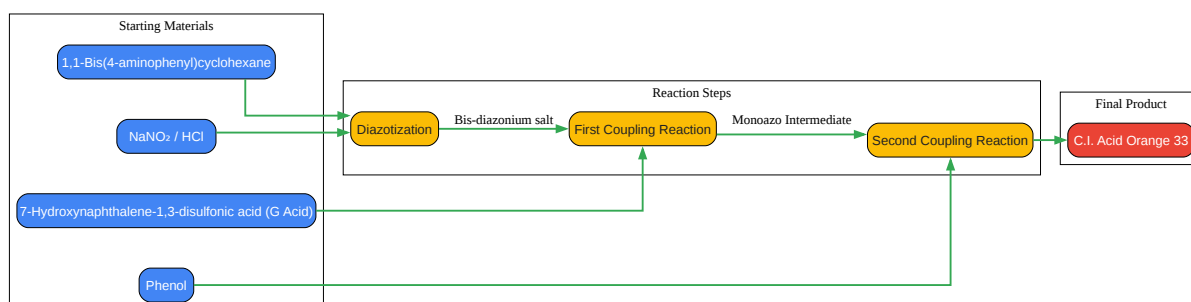 Starting Materials
1,1-Bis(4-aminophenyl)cyclohexane
NaNO₂ / HCl
7-Hydroxynaphthalene-1,3-disulfonic acid (G Acid)
Phenol
Reaction Steps
Diazotization
Bis-diazonium salt
First Coupling Reaction
Monoazo Intermediate
Second Coupling Reaction
Final Product
C.I. Acid Orange 33